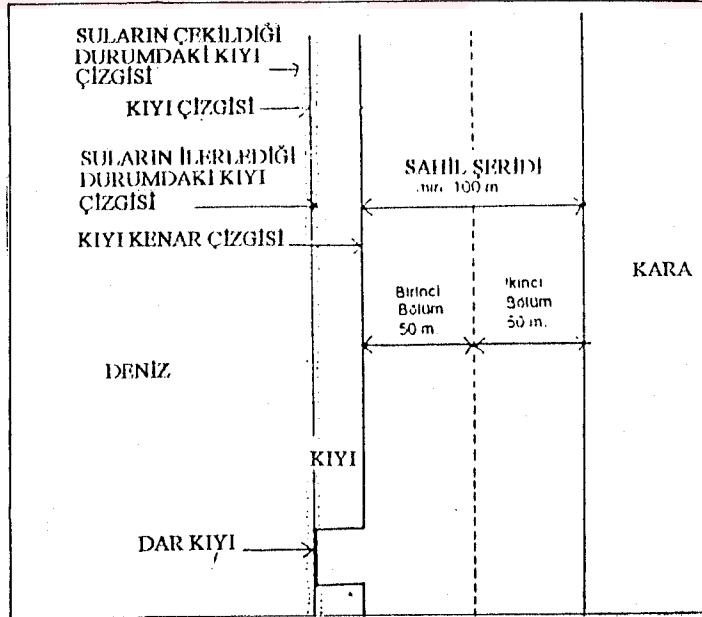 SULARIN ÇEKİLDİĞİ
DURUMDAKİ KIYI
ÇİZGİSİ
KIYI ÇİZGİSİ
SULARIN İLERLEDİĞİ
DURUMDAKİ KIYI
ÇİZGİSİ
KIYI KENAR ÇİZGİSİ
SAHİL ŞERİDİ
min. 100 m
KARA
Birinci
Bölüm
50 m.
İkinci
Bölüm
50 m.
DENİZ
KIYI
DAR KIYI